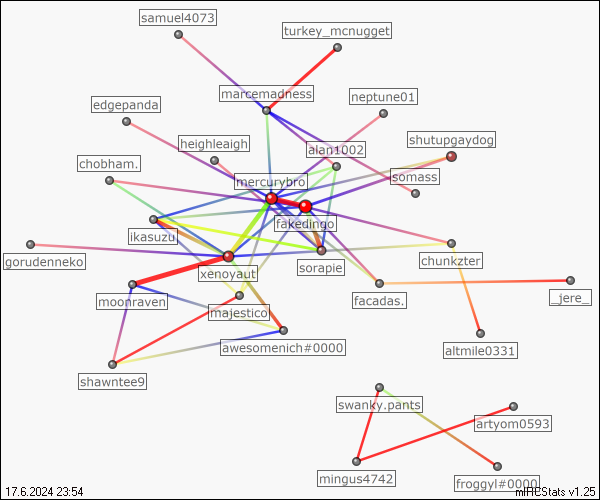 samuel4073
turkey_mcnugget
marcemadness
neptune01
edgepanda
heighleaigh
alan1002
shutupgaydog
chobham.
mercurybro
somass
fakedingo
ikasuzu
gorudenneko
xenoyaut
sorapie
chunkzter
moonraven
majestico
facadas.
_jere_
awesomenich#0000
altmile0331
shawntee9
swanky.pants
artyom0593
mingus4742
froggyl#0000
17.6.2024 23:54
mIRCStats v1.25